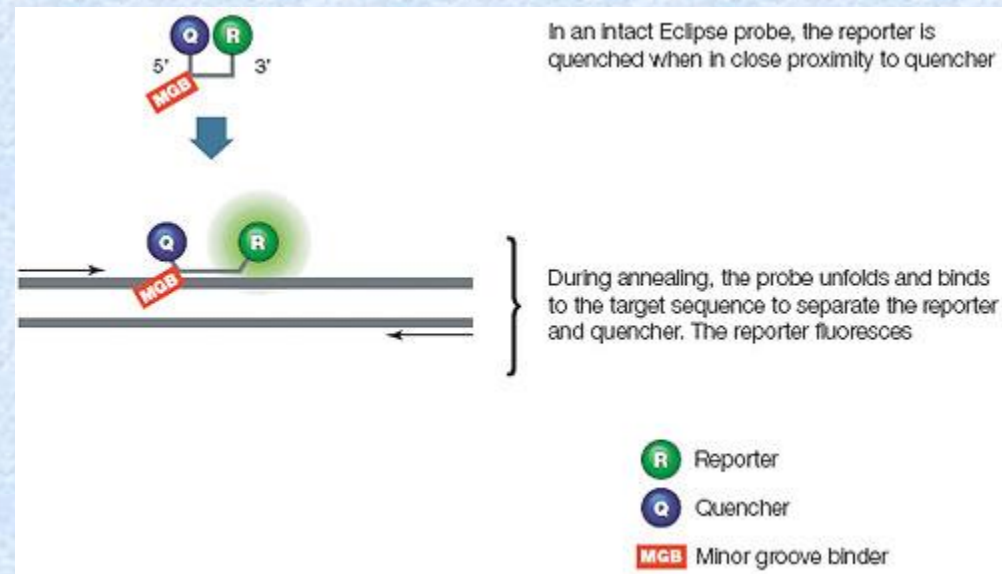 Q R
5' 3'
MGB
In an intact Eclipse probe, the reporter is
quenched when in close proximity to quencher
Q R
MGB
During annealing, the probe unfolds and binds
to the target sequence to separate the reporter
and quencher. The reporter fluoresces
R Reporter
Q Quencher
MGB Minor groove binder